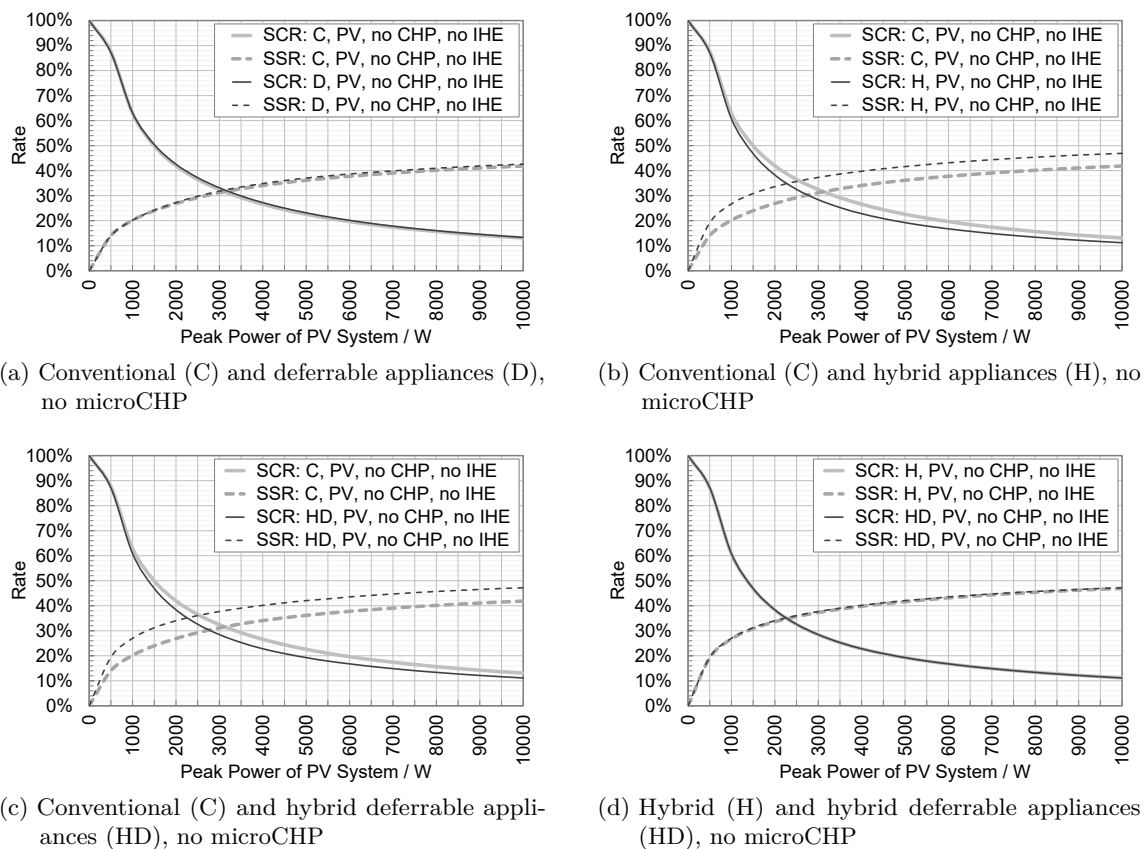 100%
90%
80%
70%
60%
50%
40%
30%
20%
10%
0%
Rate
SCR: C, PV, no CHP, no IHE
SSR: C, PV, no CHP, no IHE
SCR: D, PV, no CHP, no IHE
SSR: D, PV, no CHP, no IHE
0
1000
2000
3000
4000
5000
6000
7000
8000
9000
10000
Peak Power of PV System / W
(a) Conventional (C) and deferrable appliances (D),
no microCHP
100%
90%
80%
70%
60%
50%
40%
30%
20%
10%
0%
Rate
SCR: C, PV, no CHP, no IHE
SSR: C, PV, no CHP, no IHE
SCR: H, PV, no CHP, no IHE
SSR: H, PV, no CHP, no IHE
0
1000
2000
3000
4000
5000
6000
7000
8000
9000
10000
Peak Power of PV System / W
(b) Conventional (C) and hybrid appliances (H), no
microCHP
100%
90%
80%
70%
60%
50%
40%
30%
20%
10%
0%
Rate
SCR: C, PV, no CHP, no IHE
SSR: C, PV, no CHP, no IHE
SCR: HD, PV, no CHP, no IHE
SSR: HD, PV, no CHP, no IHE
0
1000
2000
3000
4000
5000
6000
7000
8000
9000
10000
Peak Power of PV System / W
(c) Conventional (C) and hybrid deferrable appli-
ances (HD), no microCHP
100%
90%
80%
70%
60%
50%
40%
30%
20%
10%
0%
Rate
SCR: H, PV, no CHP, no IHE
SSR: H, PV, no CHP, no IHE
SCR: HD, PV, no CHP, no IHE
SSR: HD, PV, no CHP, no IHE
0
1000
2000
3000
4000
5000
6000
7000
8000
9000
10000
Peak Power of PV System / W
(d) Hybrid (H) and hybrid deferrable appliances
(HD), no microCHP